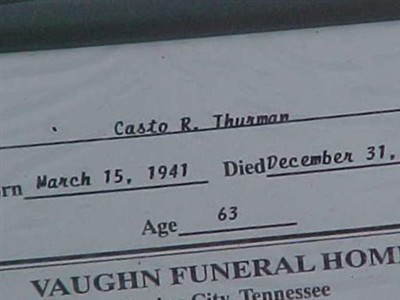 Casto R. Thurman
rn March 15, 1941 Died December 31,
Age 63
VAUGHN FUNERAL HOM
City, Tennessee